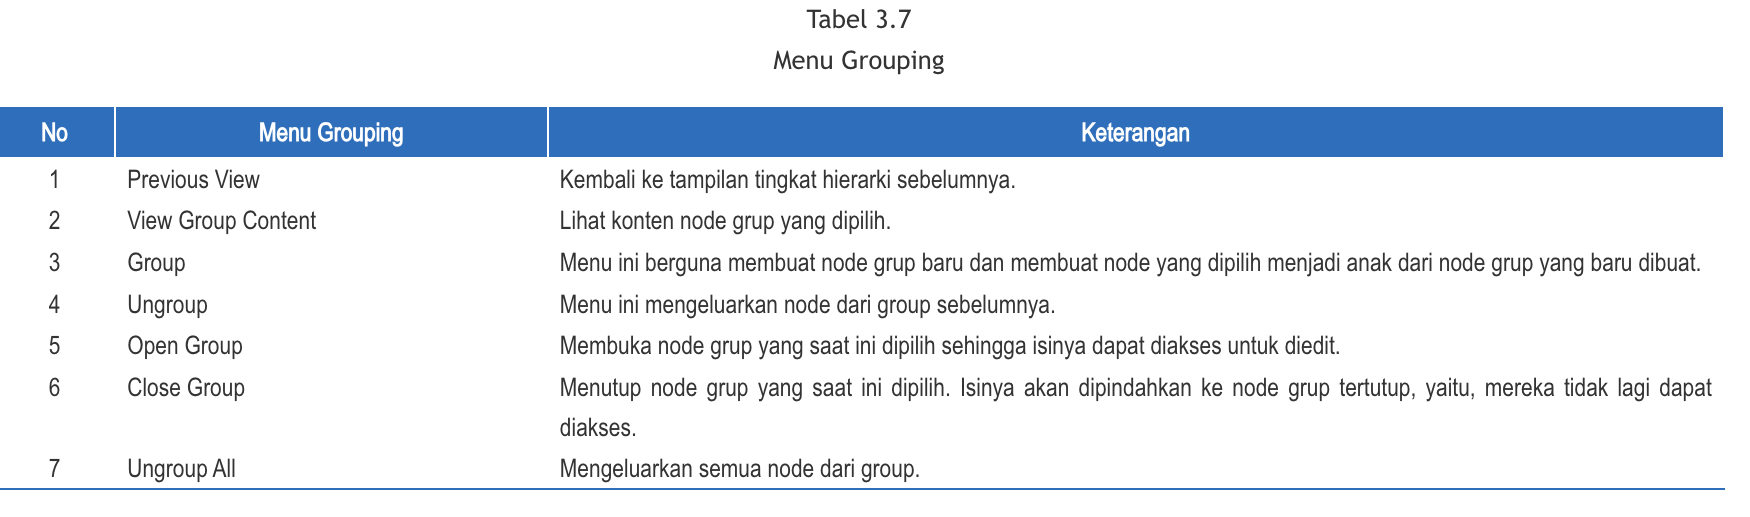 Tabel 3.7
Menu Grouping
No Menu Grouping Keterangan
1 Previous View Kembali ke tampilan tingkat hierarki sebelumnya.
2 View Group Content Lihat konten node grup yang dipilih.
3 Group Menu ini berguna membuat node grup baru dan membuat node yang dipilih menjadi anak dari node grup yang baru dibuat.
4 Ungroup Menu ini mengeluarkan node dari group sebelumnya.
5 Open Group Membuka node grup yang saat ini dipilih sehingga isinya dapat diakses untuk diedit.
6 Close Group Menutup node grup yang saat ini dipilih. Isinya akan dipindahkan ke node grup tertutup, yaitu, mereka tidak lagi dapat
diakses.
7 Ungroup All Mengeluarkan semua node dari group.